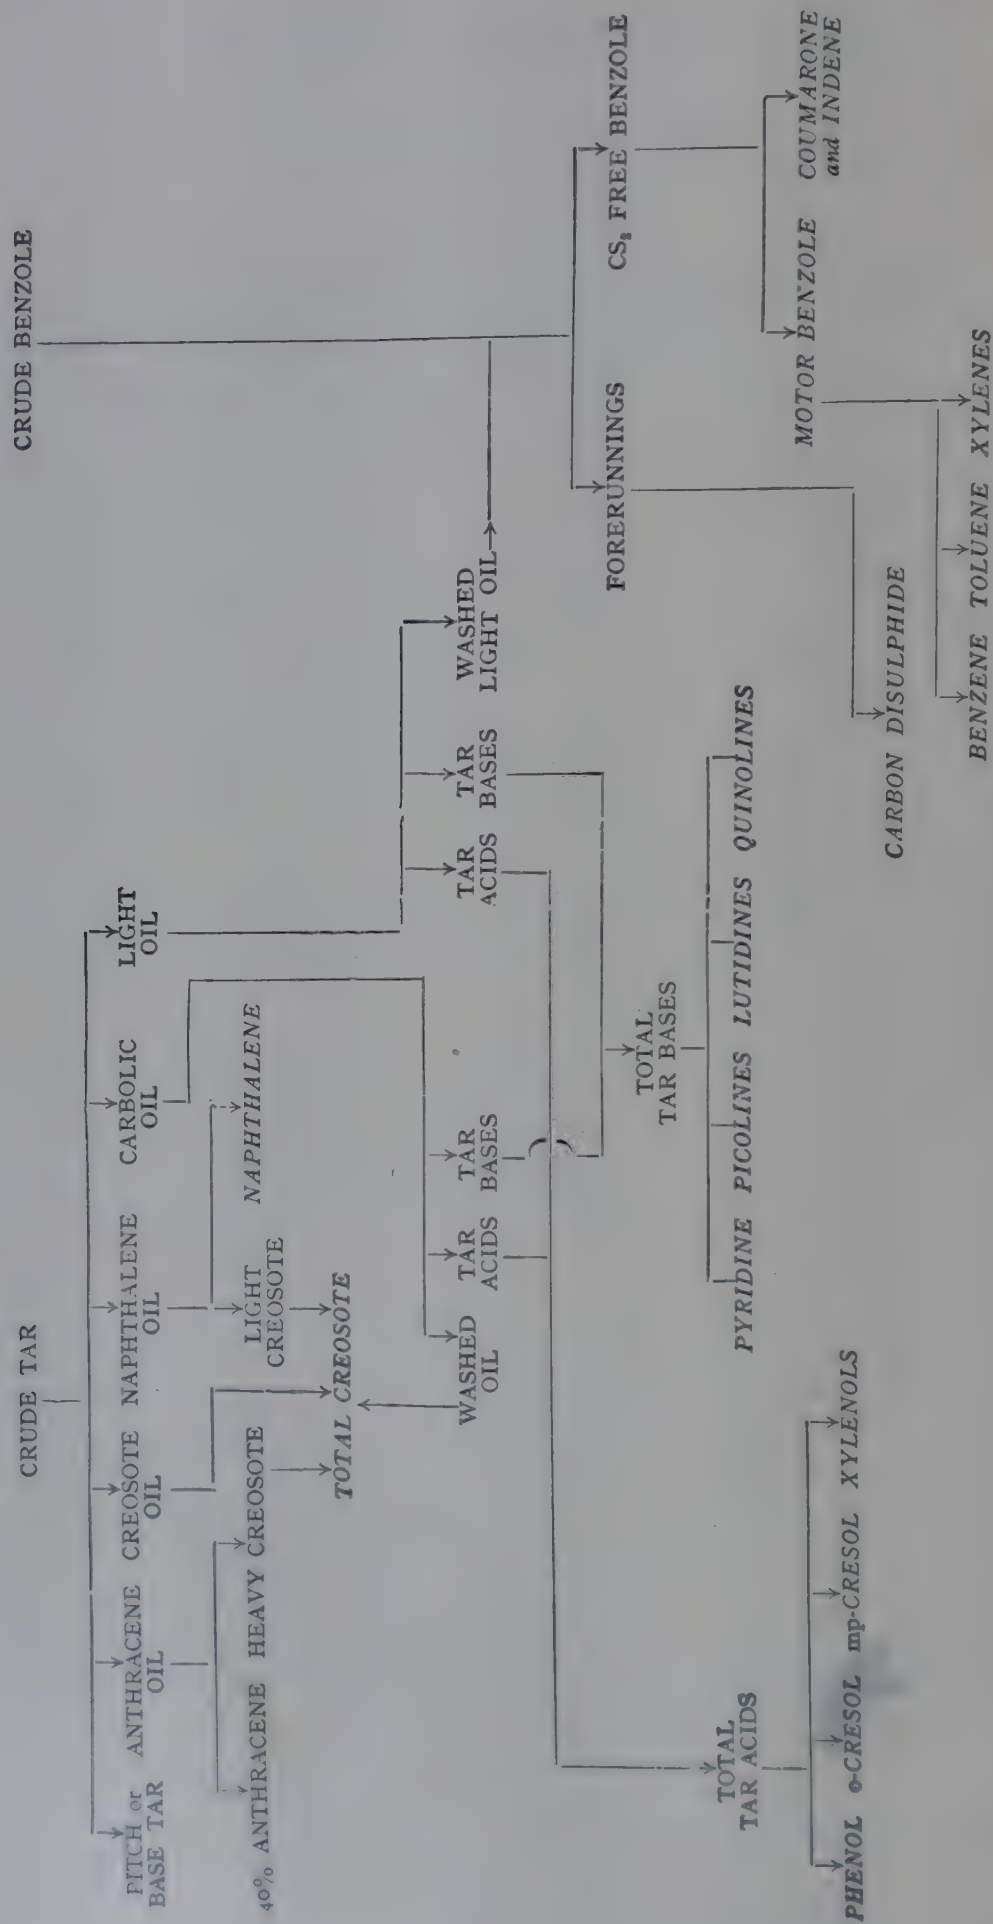 CRUDE TAR
CRUDE BENZOLE
PITCH or
BASE TAR
ANTHRACENE
OIL
CREOSOTE
OIL
NAPHTHALENE
OIL
CARBOLIC
OIL
LIGHT
OIL
40% ANTHRACENE
HEAVY CREOSOTE
LIGHT
CREOSOTE
NAPHTHALENE
TOTAL CREOSOTE
WASHED
OIL
TAR
ACIDS
TAR
BASES
TAR
ACIDS
TAR
BASES
WASHED
LIGHT OIL
FORERUNNINGS
CS₂ FREE BENZOLE
TOTAL
TAR BASES
TOTAL
TAR ACIDS
PYRIDINE
PICOLINES
LUTIDINES
QUINOLINES
MOTOR BENZOLE
COUMARONE
and INDENE
PHENOL
o-CRESOL
mp-CRESOL
XYLENOLS
CARBON DISULPHIDE
BENZENE
TOLUENE
XYLENES